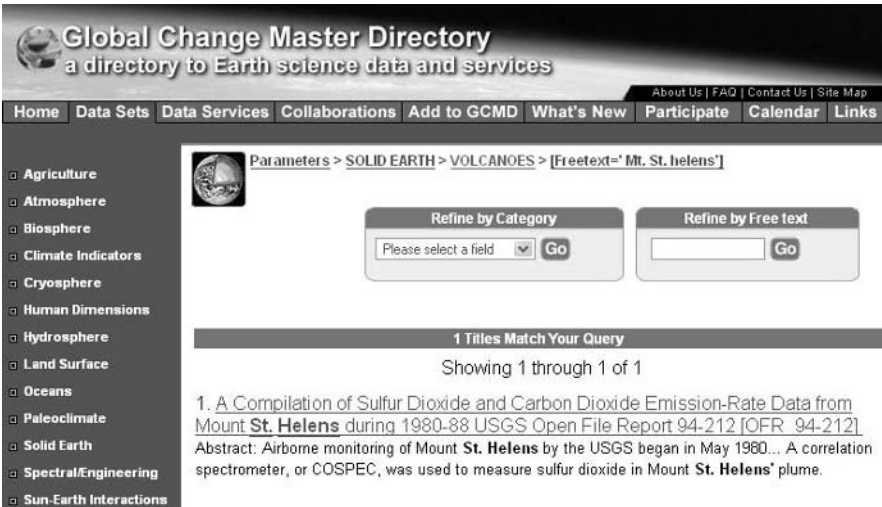 Global Change Master Directory
a directory to Earth science data and services
About Us | FAQ | Contact Us | Site Map
Home Data Sets Data Services Collaborations Add to GCMD What's New Participate Calendar Links
Parameters > SOLID EARTH > VOLCANOES > [Freetext=' Mt. St. helens']
Agriculture
Atmosphere
Biosphere
Climate Indicators
Cryosphere
Human Dimensions
Hydrosphere
Land Surface
Oceans
Paleoclimate
Solid Earth
Spectral/Engineering
Sun-Earth Interactions
Refine by Category
Please select a field Go
Refine by Free text
Go
1 Titles Match Your Query
Showing 1 through 1 of 1
1. A Compilation of Sulfur Dioxide and Carbon Dioxide Emission-Rate Data from
Mount St. Helens during 1980-88 USGS Open File Report 94-212 [OFR_94-212]
Abstract: Airborne monitoring of Mount St. Helens by the USGS began in May 1980... A correlation
spectrometer, or COSPEC, was used to measure sulfur dioxide in Mount St. Helens' plume.